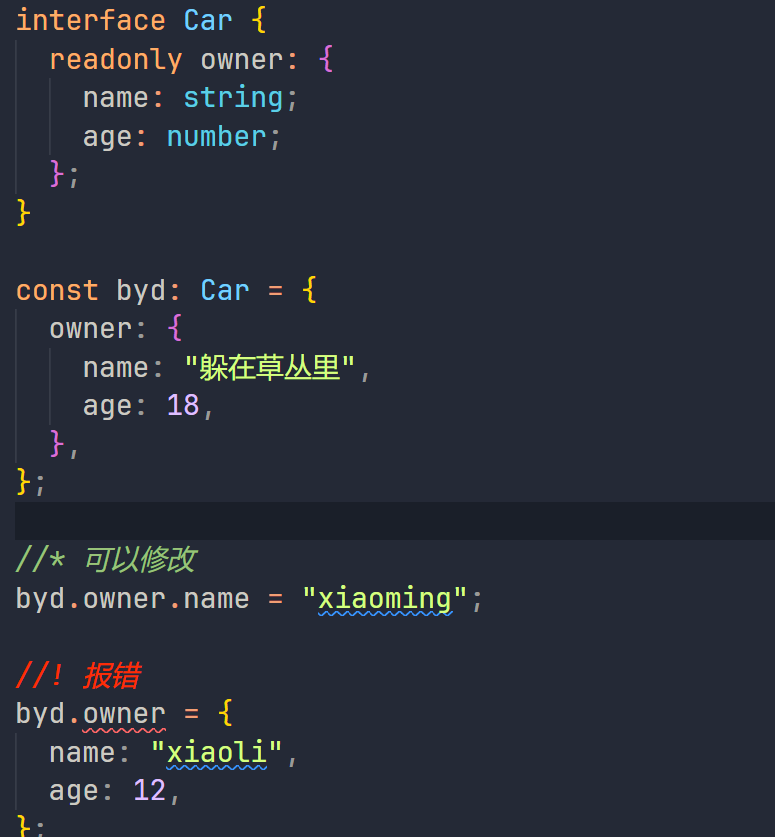 interface Car {
  readonly owner: {
    name: string;
    age: number;
  };
}

const byd: Car = {
  owner: {
    name: "躲在草丛里",
    age: 18,
  },
};

//* 可以修改
byd.owner.name = "xiaoming";

//! 报错
byd.owner = {
  name: "xiaoli",
  age: 12,
};